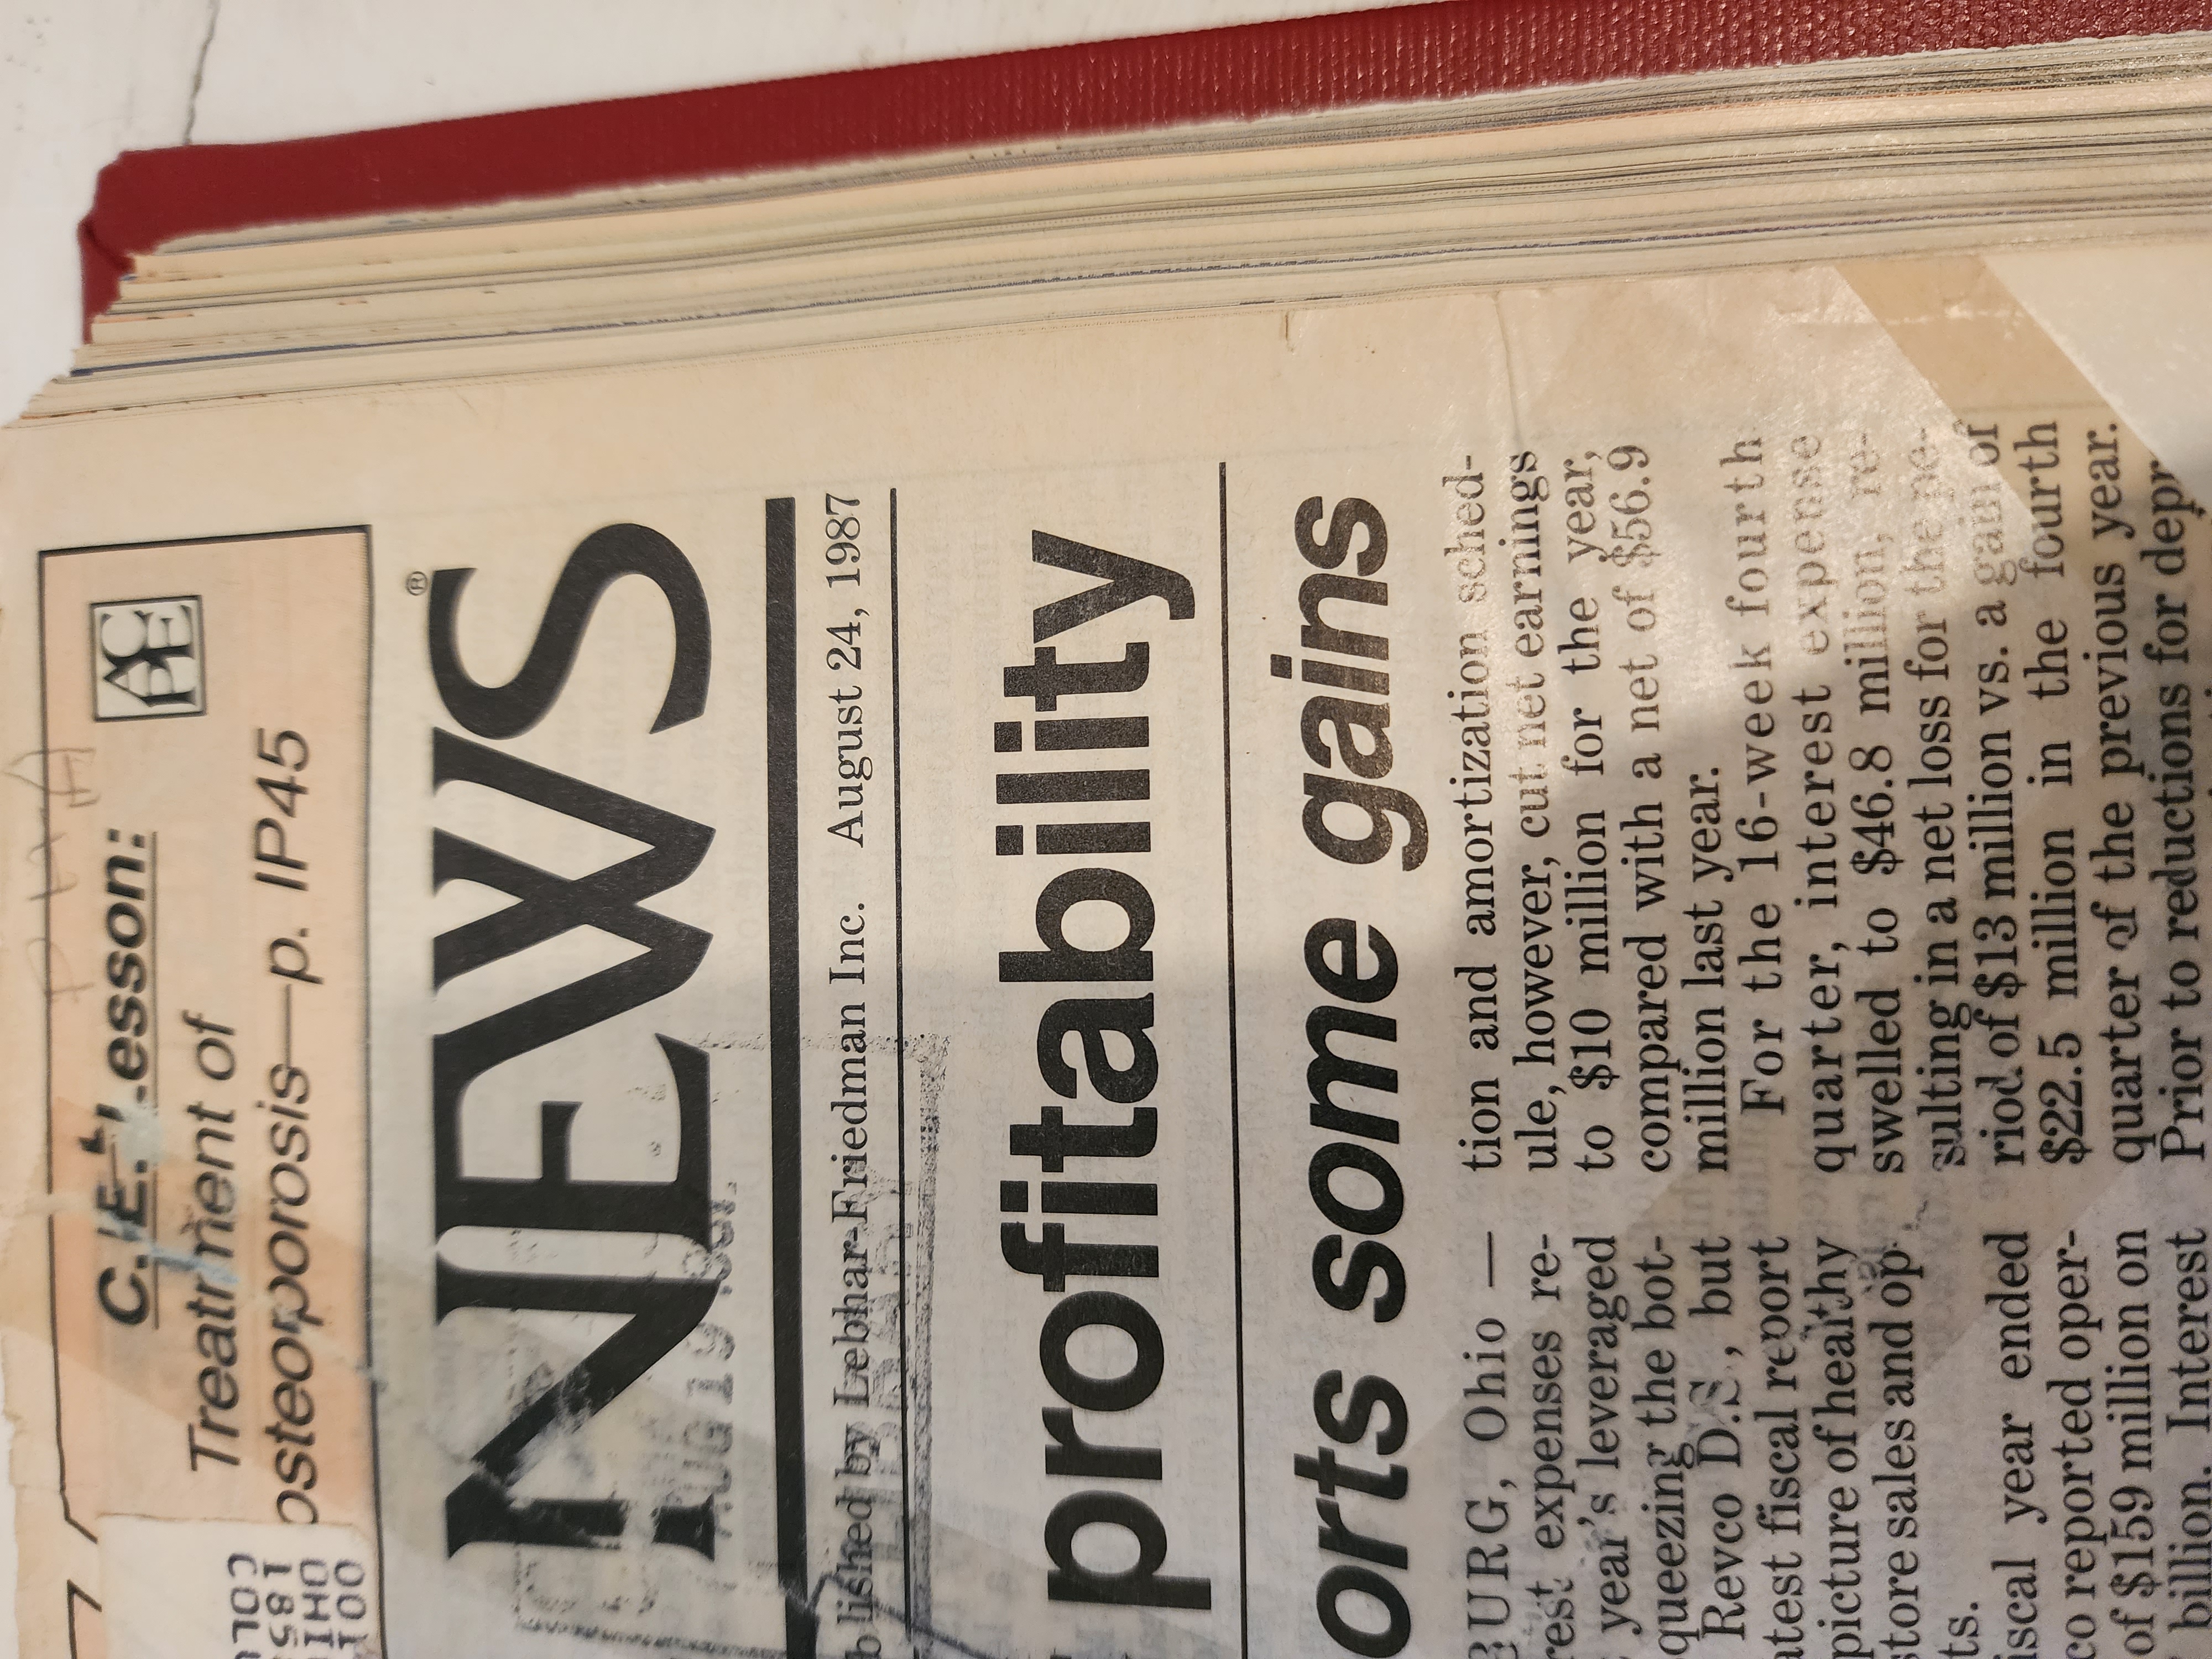 C.E. Lesson:
Treatment of
osteoporosis—p. IP45
ACPE
NEWS®
AUG 19
lished by Lebhar-Friedman Inc. August 24, 1987
profitability
orts some gains
BURG, Ohio —
rest expenses re-
year's leveraged
queezing the bot-
Revco D.S., but
atest fiscal report
picture of healthy
store sales and op-
ts.
iscal year ended
co reported oper-
of $159 million on
billion. Interest
tion and amortization sched-
ule, however, cut net earnings
to $10 million for the year,
compared with a net of $56.9
million last year.
For the 16-week fourth
quarter, interest expense
swelled to $46.8 million, re-
sulting in a net loss for the pe-
riod of $13 million vs. a gain of
$22.5 million in the fourth
quarter of the previous year.
Prior to reductions for depr